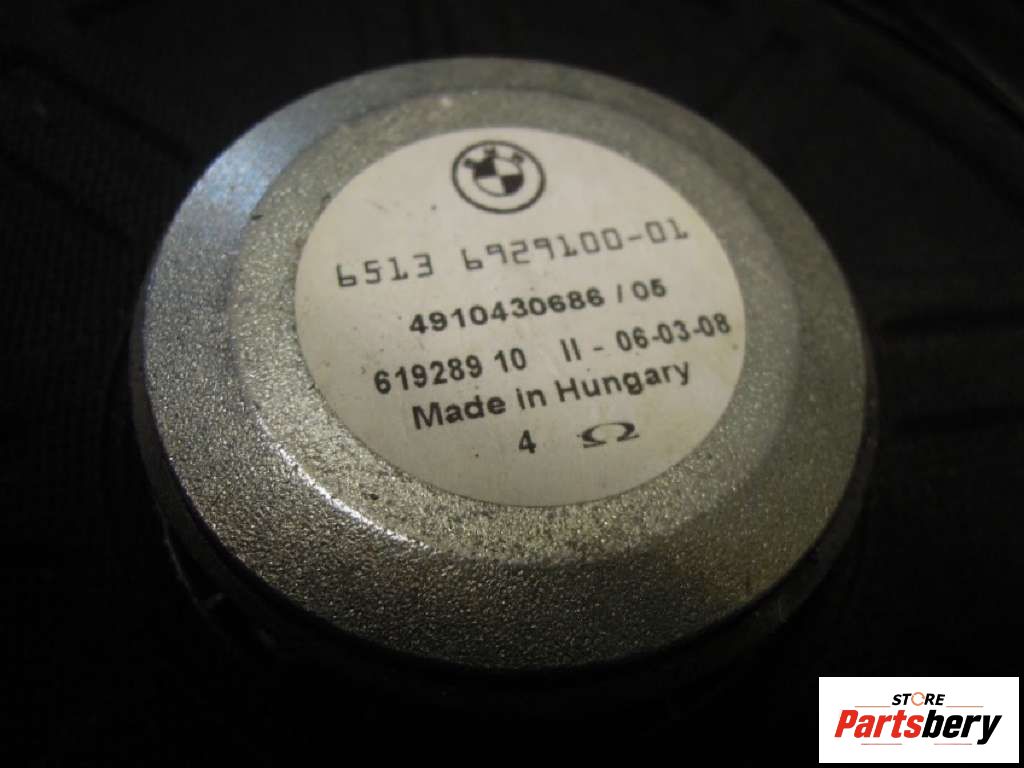 6513 6929100-01
4910430686 / 05
619289 10 II - 06-03-08
Made in Hungary
4 Ω
STORE
Partsbery